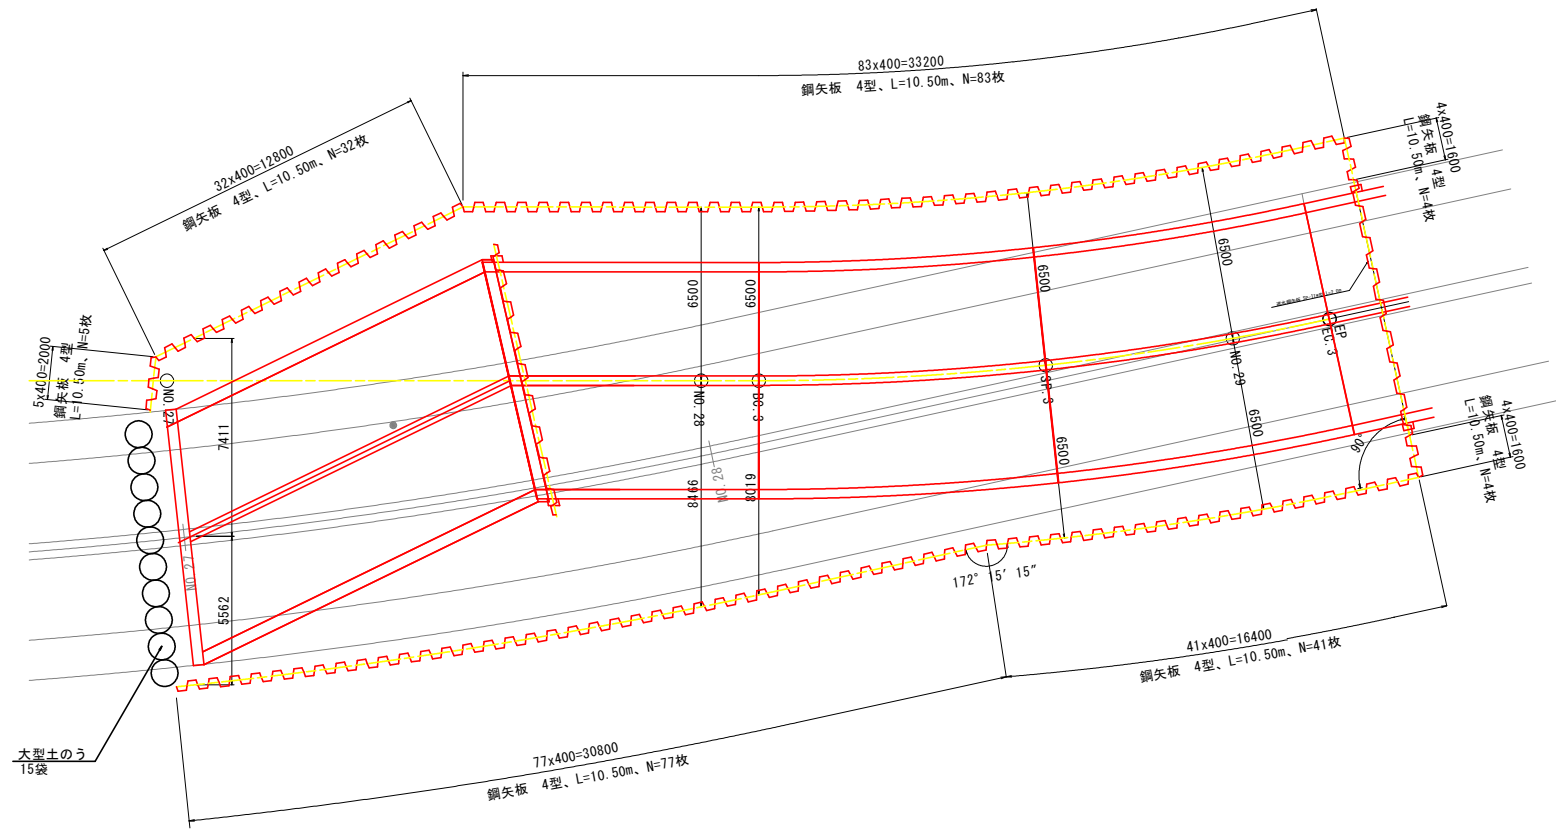 83x400=33200
鋼矢板　4型、L=10.50m、N=83枚
32x400=12800
鋼矢板　4型、L=10.50m、N=32枚
4x400=1600
鋼矢板　4型
L=10.50m、N=4枚
5x400=2000
鋼矢板　4型
L=10.50m、N=5枚
NO.27
7411
5562
NO.27
6500
6500
6500
6500
NO.28
BC.3
SP.3
NO.29
EP
EC.3
8466
NO.28
8019
6500
6500
90°
4x400=1600
鋼矢板　4型
L=10.50m、N=4枚
172° 15′ 15″
41x400=16400
鋼矢板　4型、L=10.50m、N=41枚
77x400=30800
鋼矢板　4型、L=10.50m、N=77枚
大型土のう
15袋